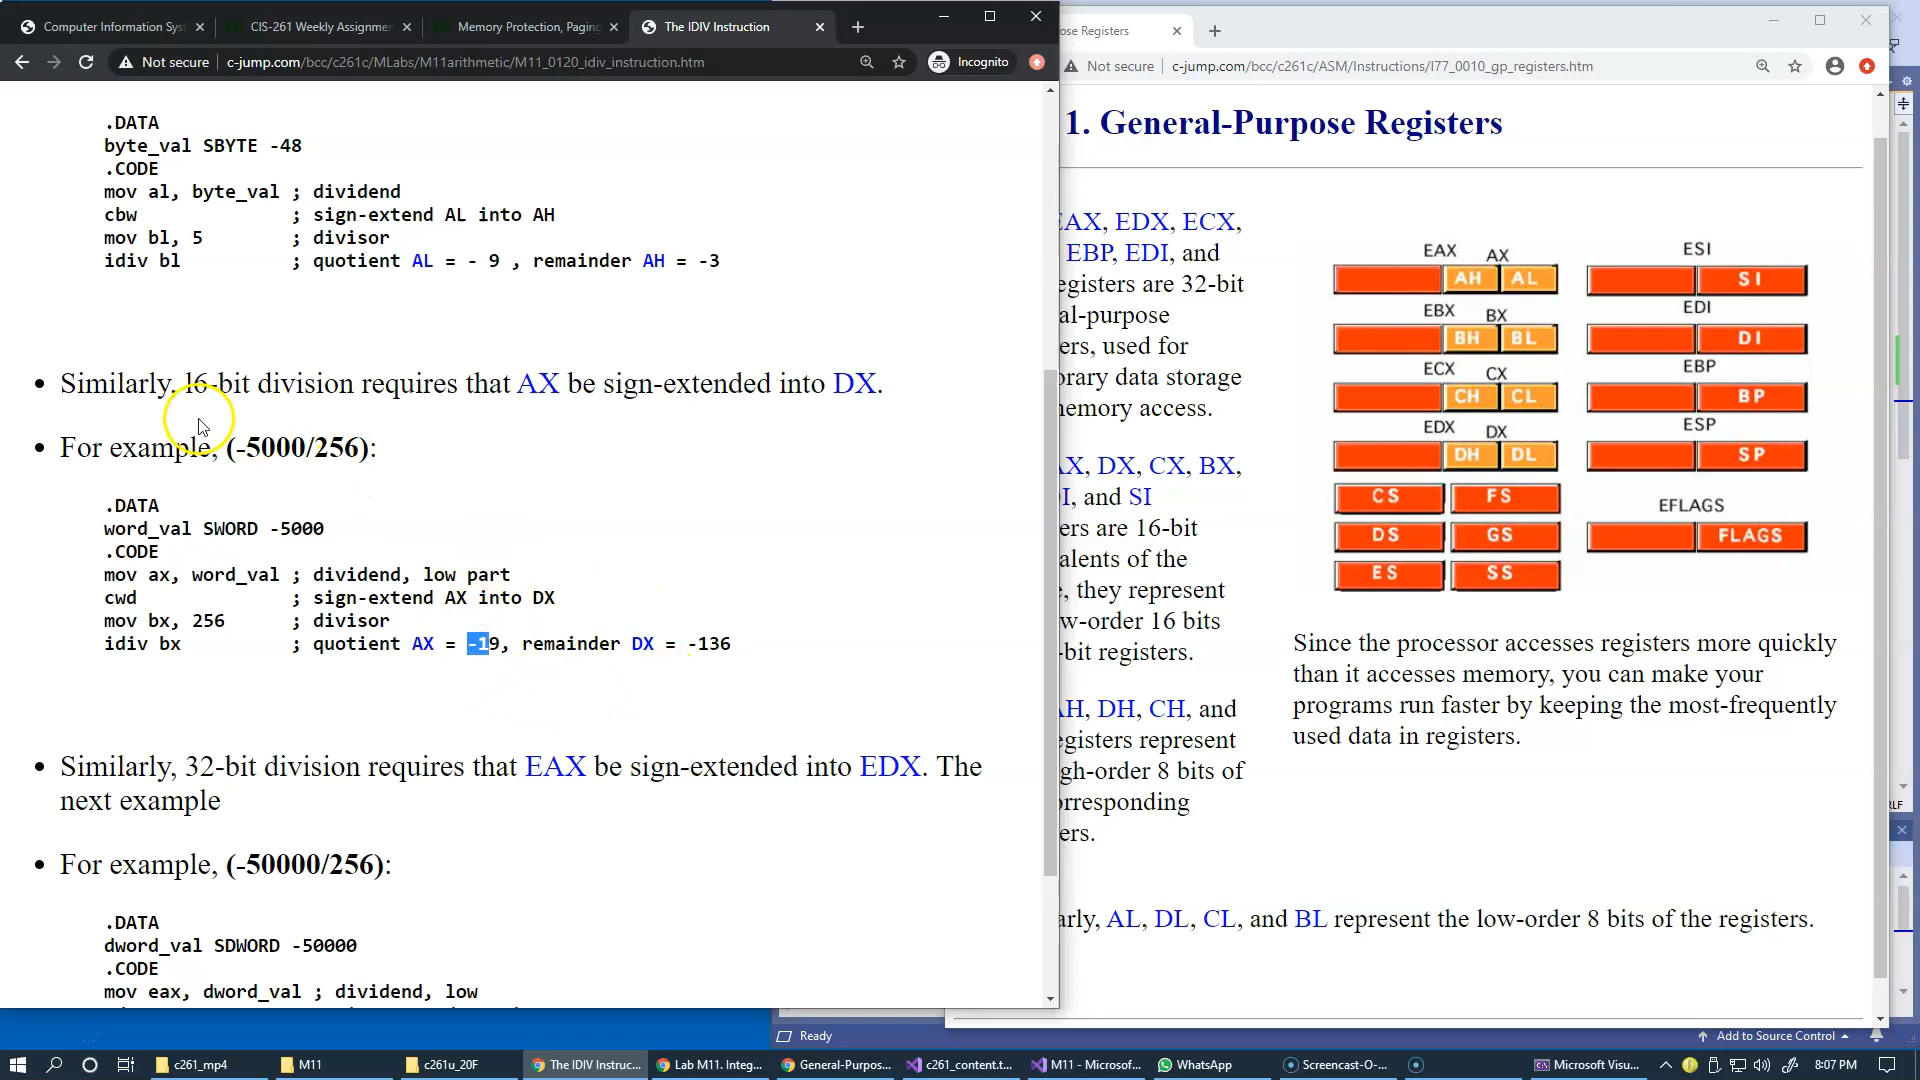 Computer Information Sys
CIS-261 Weekly Assignmen
Memory Protection, Paging
The IDIV Instruction
Not secure
c-jump.com/bcc/c261c/MLabs/M11arithmetic/M11_0120_idiv_instruction.htm
Incognito
.DATA
byte_val SBYTE -48
.CODE
mov al, byte_val ; dividend
cbw ; sign-extend AL into AH
mov bl, 5 ; divisor
idiv bl ; quotient AL = - 9 , remainder AH = -3
Similarly, l6-bit division requires that AX be sign-extended into DX.
For example, (-5000/256):
.DATA
word_val SWORD -5000
.CODE
mov ax, word_val ; dividend, low part
cwd ; sign-extend AX into DX
mov bx, 256 ; divisor
idiv bx ; quotient AX = -19, remainder DX = -136
Similarly, 32-bit division requires that EAX be sign-extended into EDX. The
next example
For example, (-50000/256):
.DATA
dword_val SDWORD -50000
.CODE
mov eax, dword_val ; dividend, low
ose Registers
Not secure
c-jump.com/bcc/c261c/ASM/Instructions/I77_0010_gp_registers.htm
1. General-Purpose Registers
EAX, EDX, ECX,
EBP, EDI, and
egisters are 32-bit
al-purpose
ers, used for
orary data storage
nemory access.
AX, DX, CX, BX,
DI, and SI
ers are 16-bit
alents of the
e, they represent
w-order 16 bits
-bit registers.
AH, DH, CH, and
egisters represent
gh-order 8 bits of
orresponding
ers.
EAX AX
AH AL
EBX BX
BH BL
ECX CX
CH CL
EDX DX
DH DL
CS FS
DS GS
ES SS
ESI
SI
EDI
DI
EBP
BP
ESP
SP
EFLAGS
FLAGS
Since the processor accesses registers more quickly
than it accesses memory, you can make your
programs run faster by keeping the most-frequently
used data in registers.
arly, AL, DL, CL, and BL represent the low-order 8 bits of the registers.
RLF
Ready
Add to Source Control
c261_mp4
M11
c261u_20F
The IDIV Instruc...
Lab M11. Integ...
General-Purpos...
c261_content.t...
M11 - Microsof...
WhatsApp
Screencast-O-...
Microsoft Visu...
8:07 PM